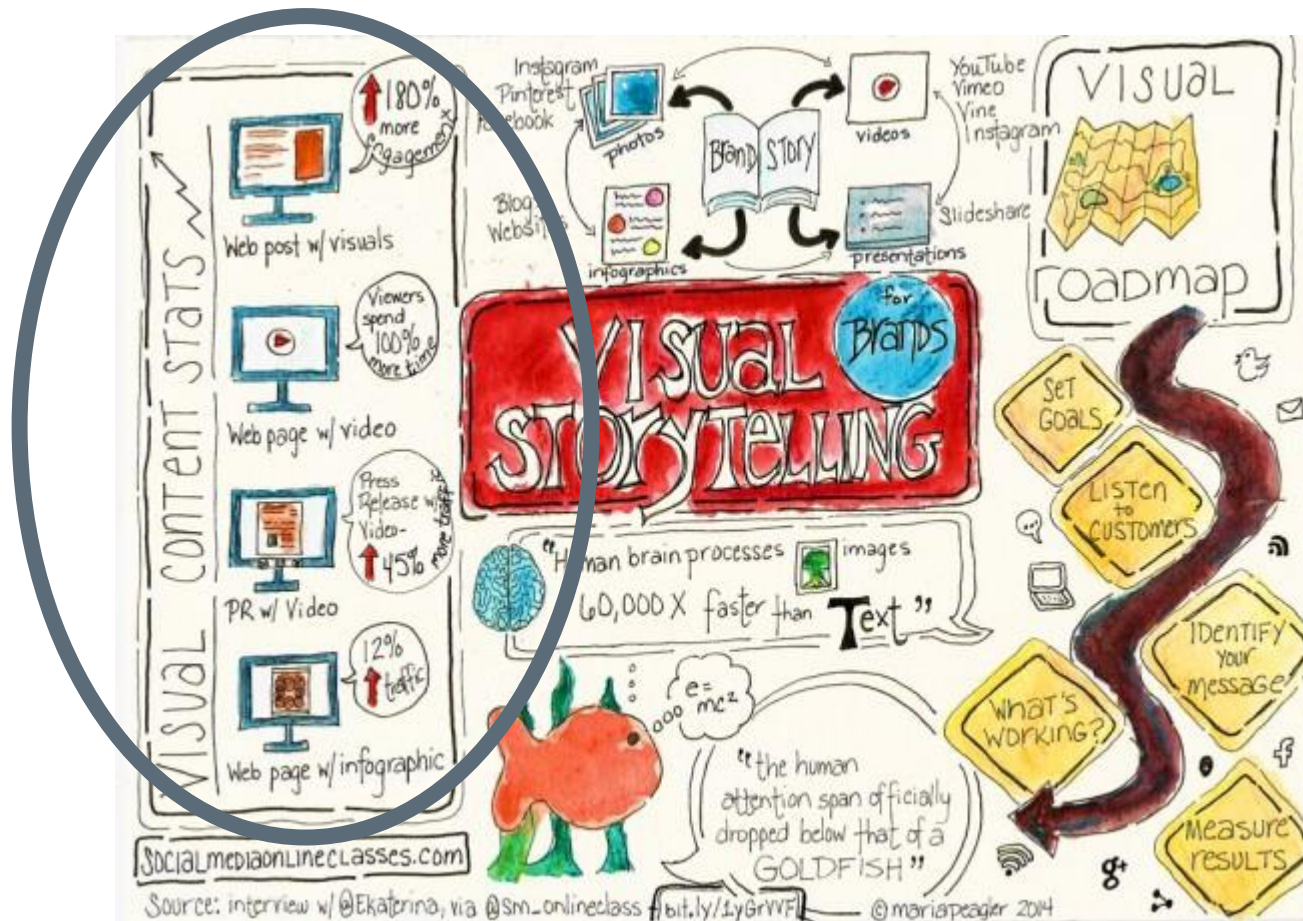 VISUAL CONTENT STATS
180%
more
engagement
Web post w/ visuals
Viewers
spend
100%
more time
Web page w/ video
Press
Release w/
Video-
45%
more traffic
PR w/ Video
12%
traffic
Web page w/ infographic
SOCIALmediaonlineclasses.com
Instagram
Pinterest
Facebook
photos
Blogs
Websites
infographics
BRAND STORY
videos
YouTube
Vimeo
Vine
Instagram
Slideshare
presentations
VISUAL
STORYTELLING
for
Brands
"Human brain processes images
60,000 X faster than Text"
e=
mc²
"the human
attention span officially
dropped below that of a
GOLDFISH"
VISUAL
roadmap
SET
GOALS
LISTEN
to
CUSTOMERS
IDENTIFY
YOUR
MESSAGE
WHAT'S
WORKING?
MEASURE
RESULTS
f
g+
Source: interview w/ @Ekaterina, via @sm_onlineclass
© mariapeagler 2014